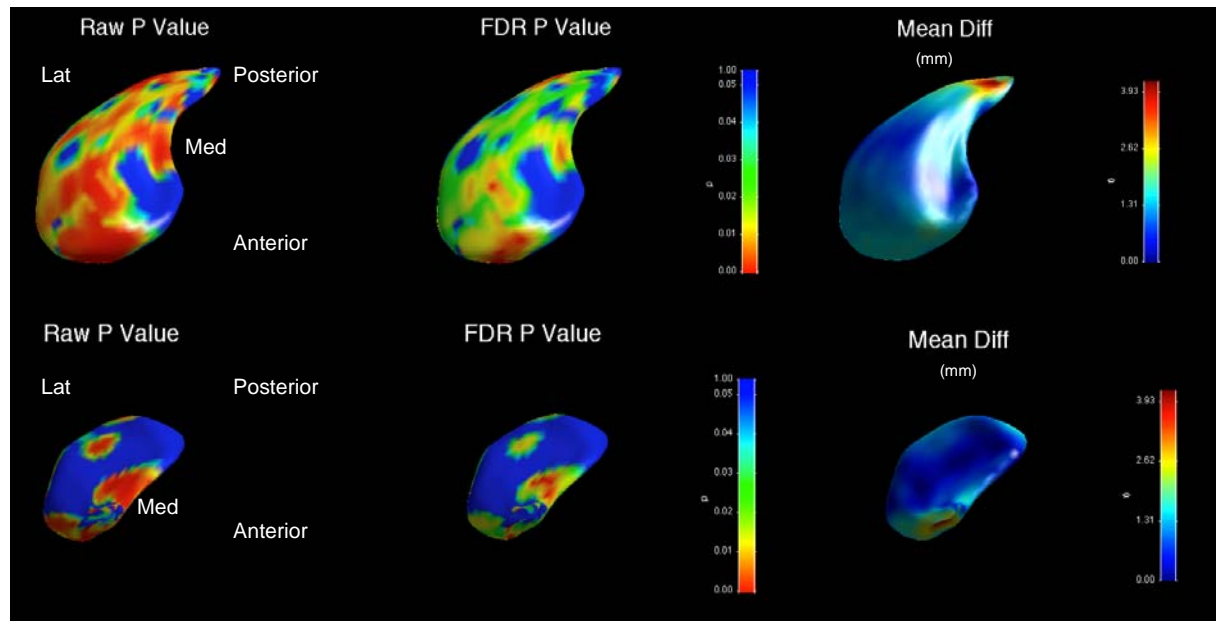 Raw P Value FDR P Value Mean Diff
(mm)
Lat Posterior
Med
Anterior
1.00
0.05
0.04
0.03
0.02
0.01
0.00
p
3.93
2.62
1.31
0.00
Raw P Value FDR P Value Mean Diff
(mm)
Lat Posterior
Med
Anterior
1.00
0.05
0.04
0.03
0.02
0.01
0.00
p
3.93
2.62
1.31
0.00